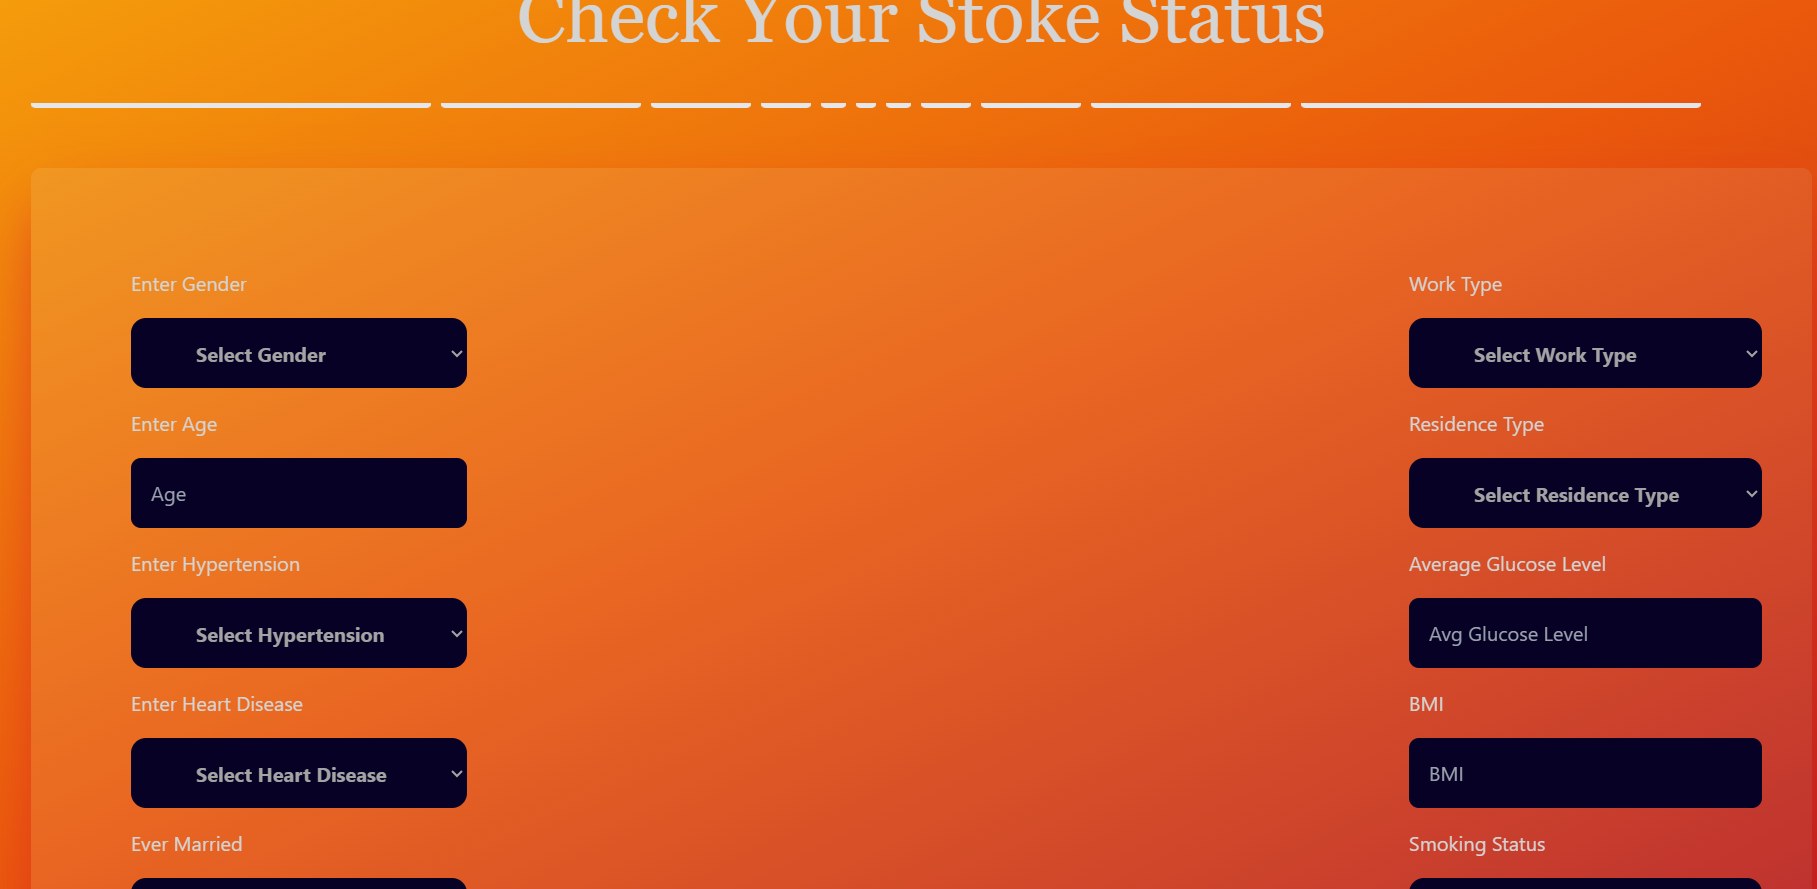 Check Your Stoke Status
Enter Gender
Select Gender
Enter Age
Age
Enter Hypertension
Select Hypertension
Enter Heart Disease
Select Heart Disease
Ever Married
Work Type
Select Work Type
Residence Type
Select Residence Type
Average Glucose Level
Avg Glucose Level
BMI
BMI
Smoking Status